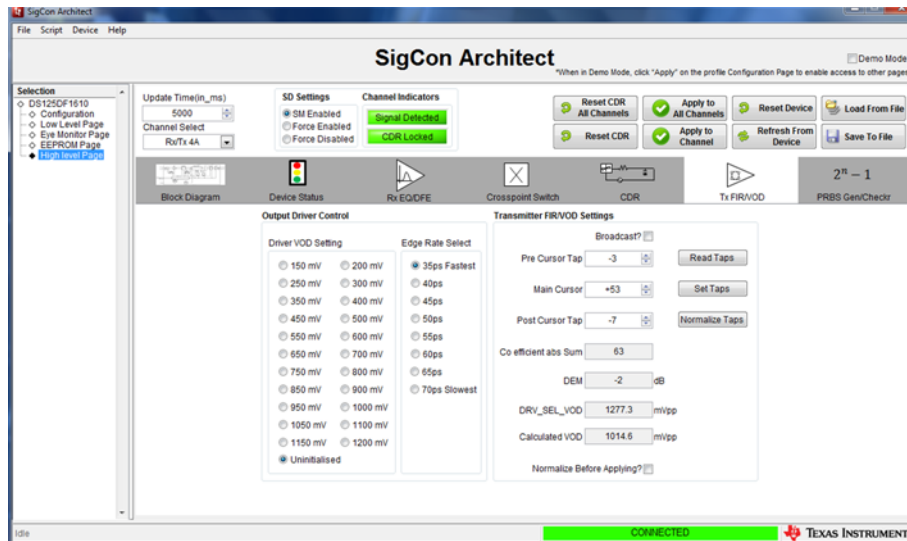 SigCon Architect
File Script Device Help
SigCon Architect
Demo Mode
*When in Demo Mode, click "Apply" on the profile Configuration Page to enable access to other pages
Selection
DS125DF1610
Configuration
Low Level Page
Eye Monitor Page
EEPROM Page
High level Page
Update Time(in_ms)
5000
Channel Select
Rx/Tx 4A
SD Settings
SM Enabled
Force Enabled
Force Disabled
Channel Indicators
Signal Detected
CDR Locked
Reset CDR
All Channels
Apply to
All Channels
Reset Device
Load From File
Reset CDR
Apply to
Channel
Refresh From
Device
Save To File
Block Diagram
Device Status
Rx EQ/DFE
Crosspoint Switch
CDR
Tx FIR/VOD
2ⁿ − 1
PRBS Gen/Checkr
Output Driver Control
Driver VOD Setting
150 mV 200 mV
250 mV 300 mV
350 mV 400 mV
450 mV 500 mV
550 mV 600 mV
650 mV 700 mV
750 mV 800 mV
850 mV 900 mV
950 mV 1000 mV
1050 mV 1100 mV
1150 mV 1200 mV
Uninitialised
Edge Rate Select
35ps Fastest
40ps
45ps
50ps
55ps
60ps
65ps
70ps Slowest
Transmitter FIR/VOD Settings
Broadcast?
Pre Cursor Tap -3 Read Taps
Main Cursor +53 Set Taps
Post Cursor Tap -7 Normalize Taps
Co efficient abs Sum 63
DEM -2 dB
DRV_SEL_VOD 1277.3 mVpp
Calculated VOD 1014.6 mVpp
Normalize Before Applying?
Idle
CONNECTED
TEXAS INSTRUMENT